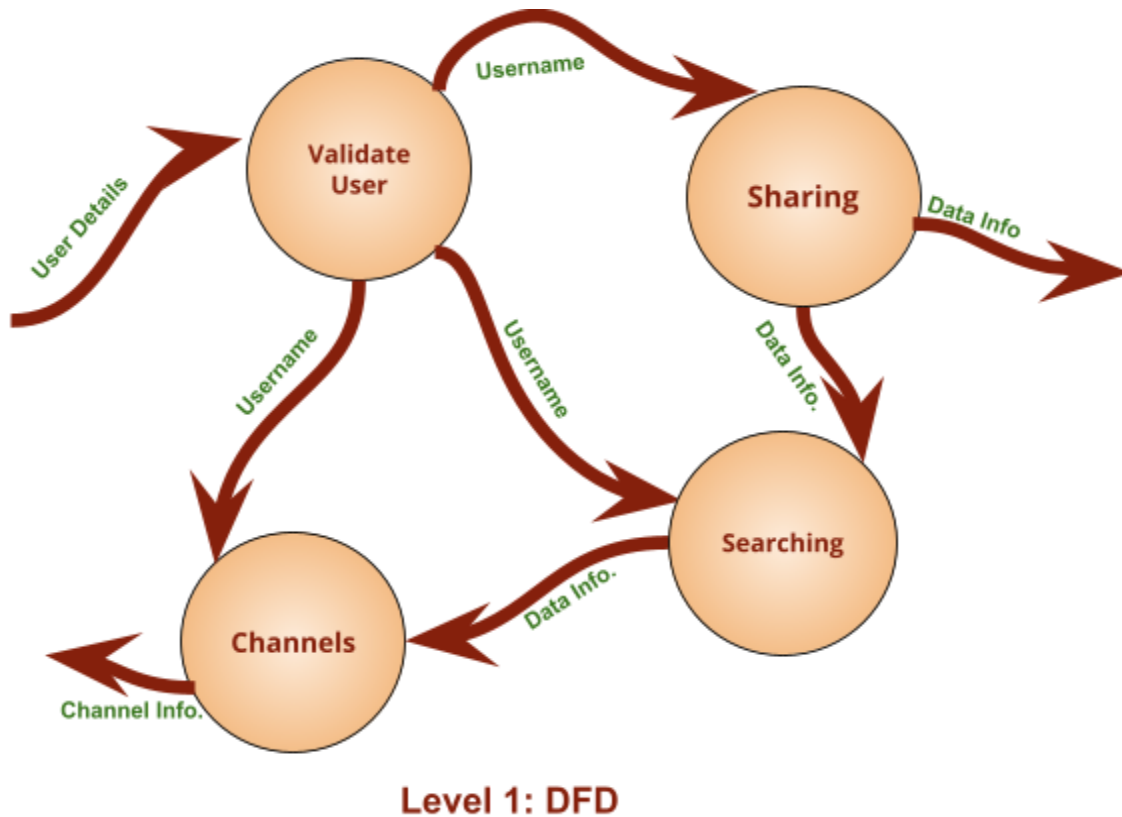 Username
Validate
User
Sharing
User Details
Data Info
Username
Username
Data Info.
Searching
Data Info.
Channels
Channel Info.
Level 1: DFD